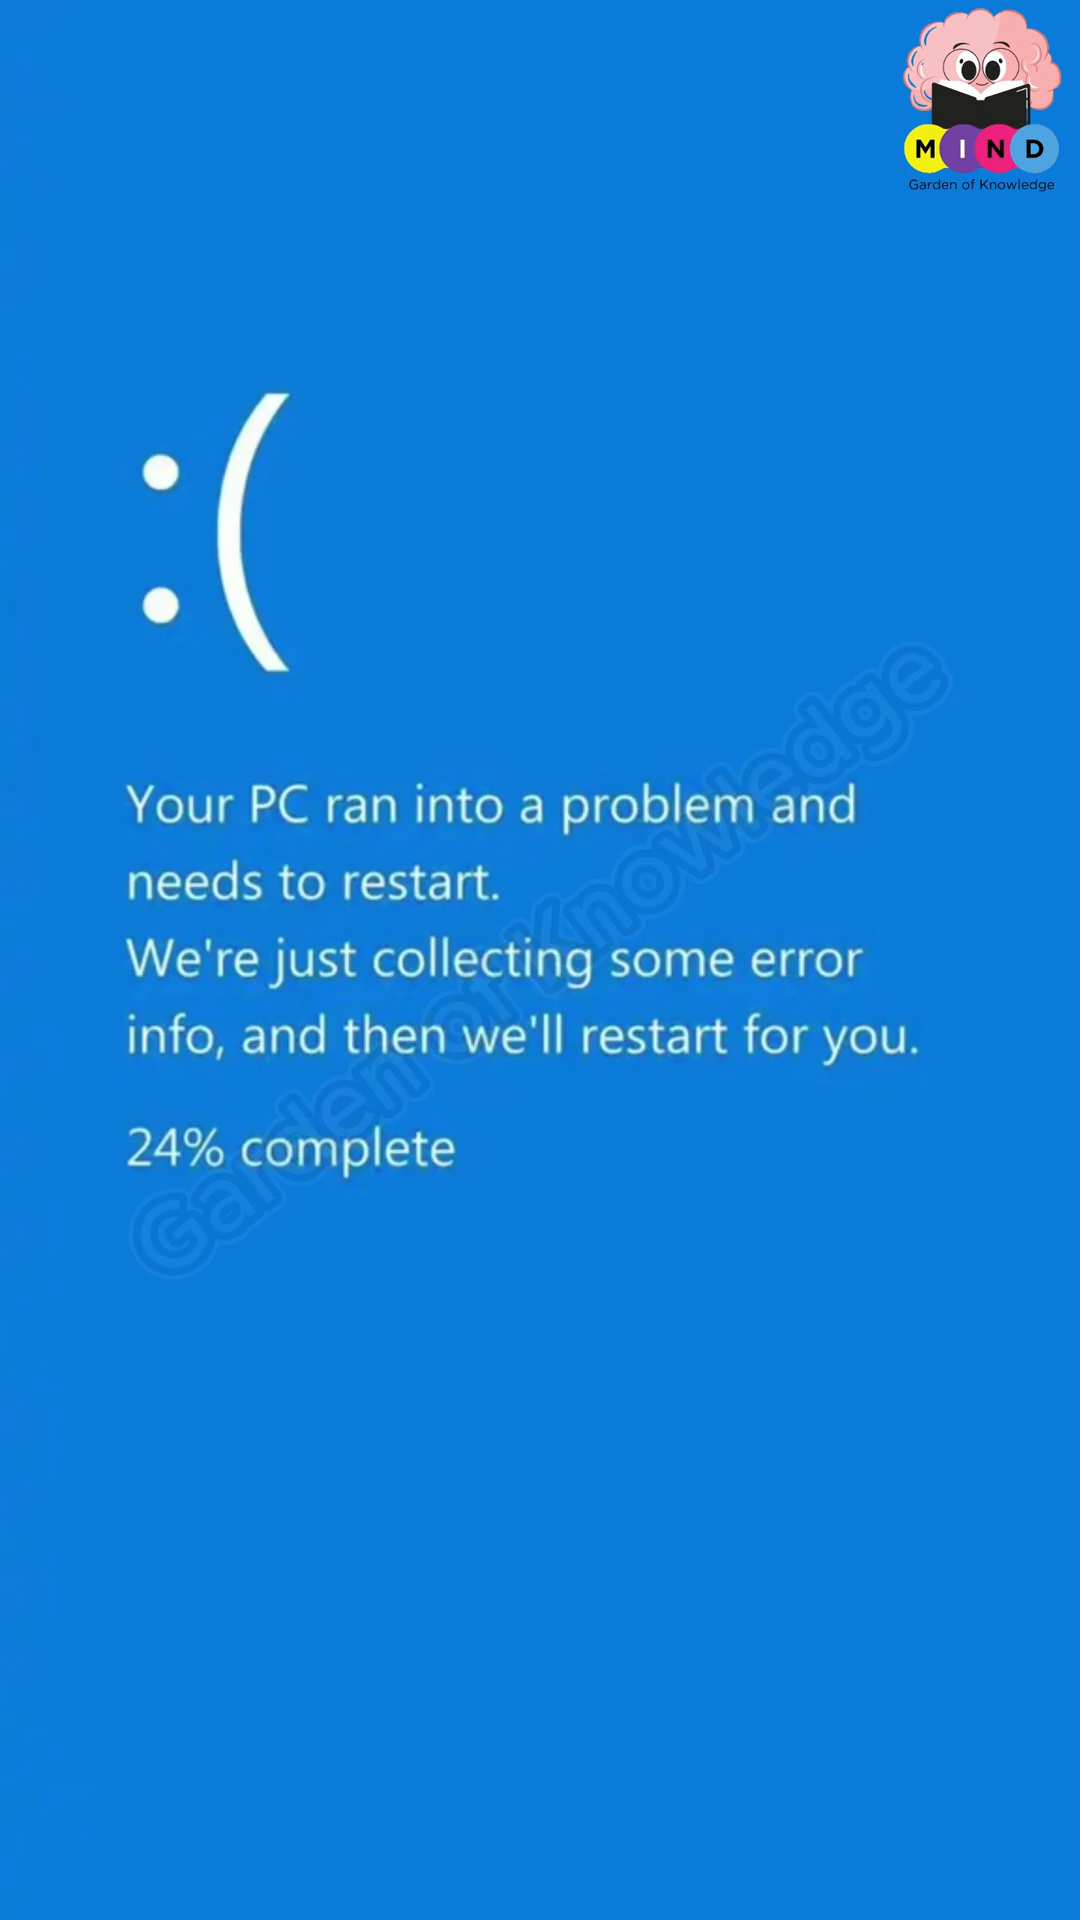 MIND
Garden of Knowledge
:(
Your PC ran into a problem and
needs to restart.
We're just collecting some error
info, and then we'll restart for you.
24% complete
Garden of Knowledge